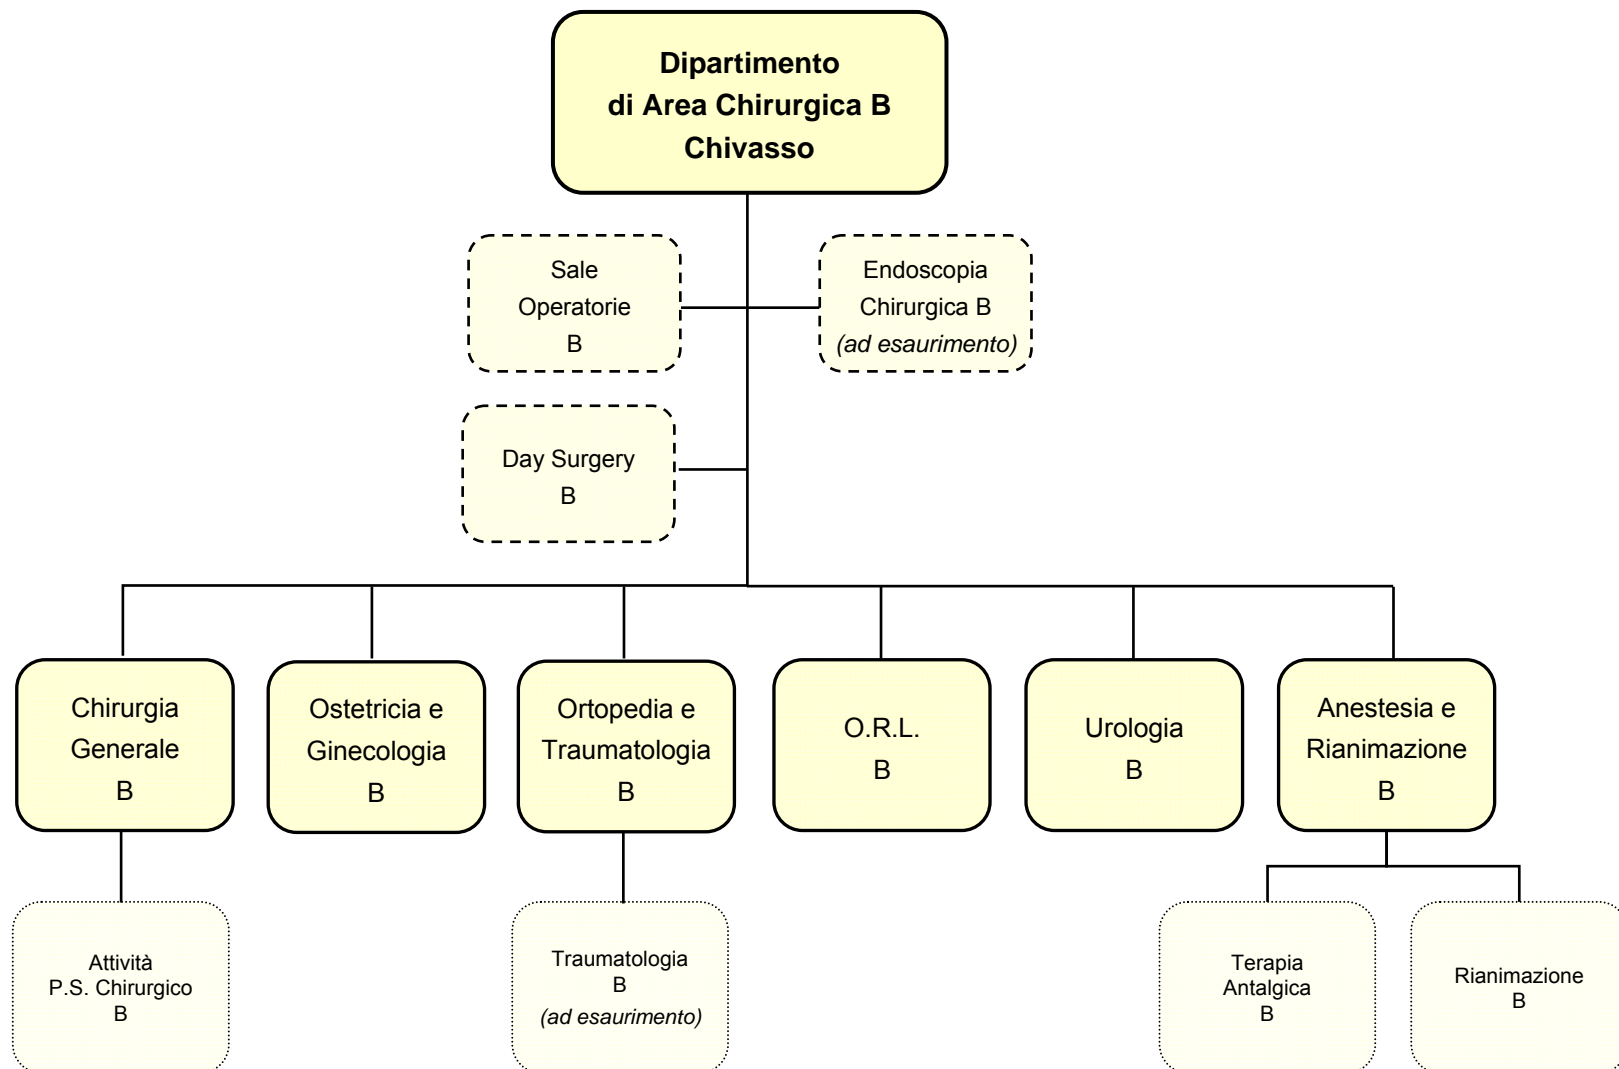 Dipartimento
di Area Chirurgica B
Chivasso
Sale
Operatorie
B
Endoscopia
Chirurgica B
(ad esaurimento)
Day Surgery
B
Chirurgia
Generale
B
Ostetricia e
Ginecologia
B
Ortopedia e
Traumatologia
B
O.R.L.
B
Urologia
B
Anestesia e
Rianimazione
B
Attività
P.S. Chirurgico
B
Traumatologia
B
(ad esaurimento)
Terapia
Antalgica
B
Rianimazione
B